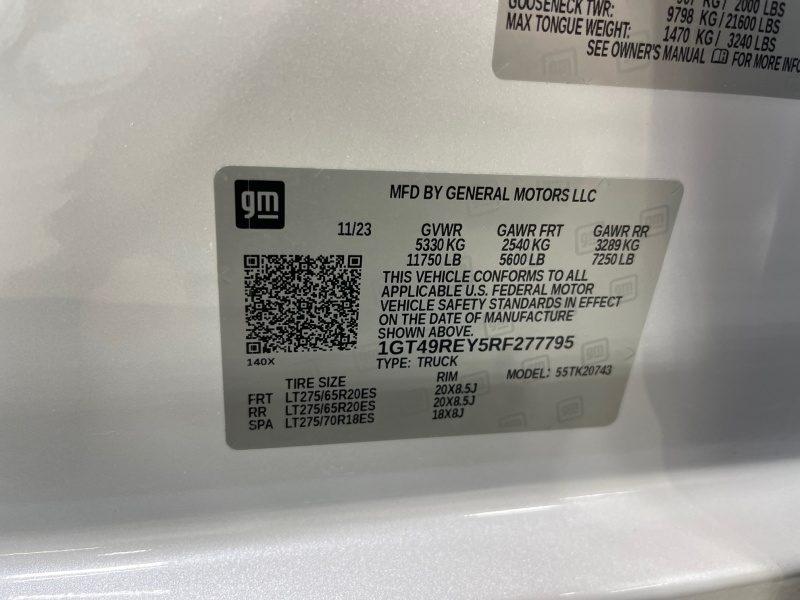 KG / 2000 LBS
GOOSENECK TWR: 9798 KG / 21600 LBS
MAX TONGUE WEIGHT: 1470 KG / 3240 LBS
SEE OWNER'S MANUAL FOR MORE INFO
gm
MFD BY GENERAL MOTORS LLC
11/23 GVWR GAWR FRT GAWR RR
5330 KG 2540 KG 3289 KG
11750 LB 5600 LB 7250 LB
THIS VEHICLE CONFORMS TO ALL
APPLICABLE U.S. FEDERAL MOTOR
VEHICLE SAFETY STANDARDS IN EFFECT
ON THE DATE OF MANUFACTURE
SHOWN ABOVE.
1GT49REY5RF277795
140X
TYPE: TRUCK
MODEL: 55TK20743
TIRE SIZE RIM
FRT LT275/65R20ES 20X8.5J
RR LT275/65R20ES 20X8.5J
SPA LT275/70R18ES 18X8J